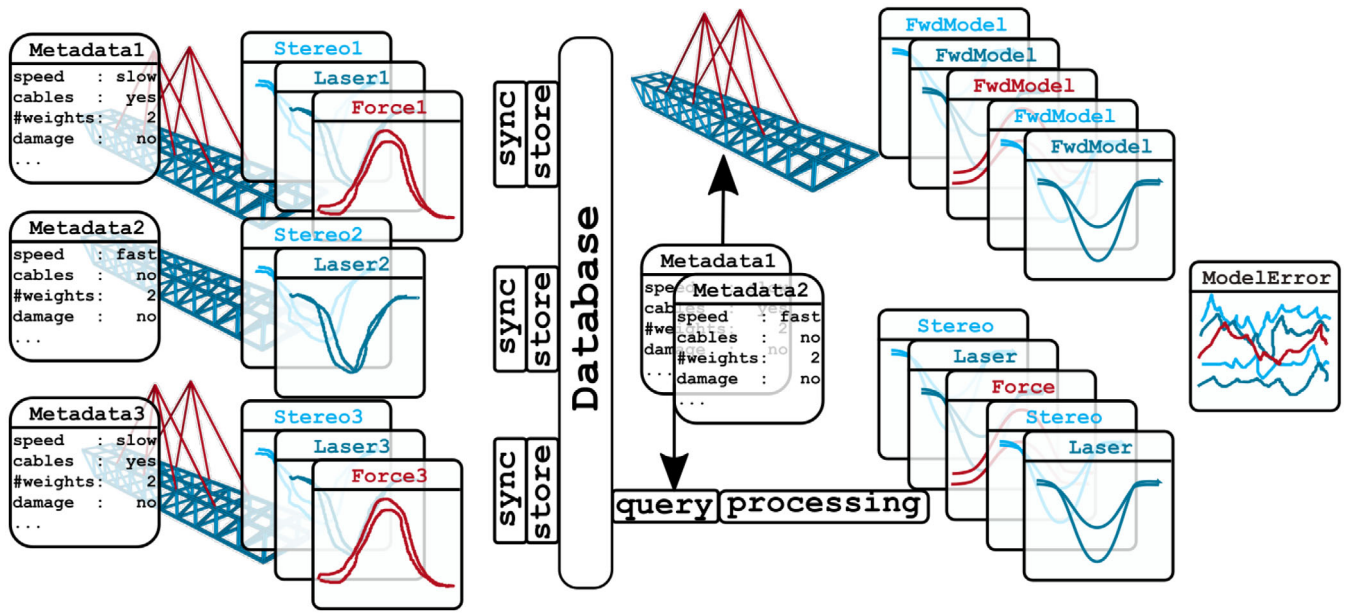 Metadata1
speed : slow
cables : yes
#weights: 2
damage : no
...
Stereo1
Laser1
Force1
sync
store
Metadata2
speed : fast
cables : no
#weights: 2
damage : no
...
Stereo2
Laser2
sync
store
Metadata3
speed : slow
cables : yes
#weights: 2
damage : no
...
Stereo3
Laser3
Force3
sync
store
Database
Metadata1
Metadata2
speed : fast
cables : no
#weights: 2
damage : no
...
query
processing
FwdModel
FwdModel
FwdModel
FwdModel
FwdModel
Stereo
Laser
Force
Stereo
Laser
ModelError